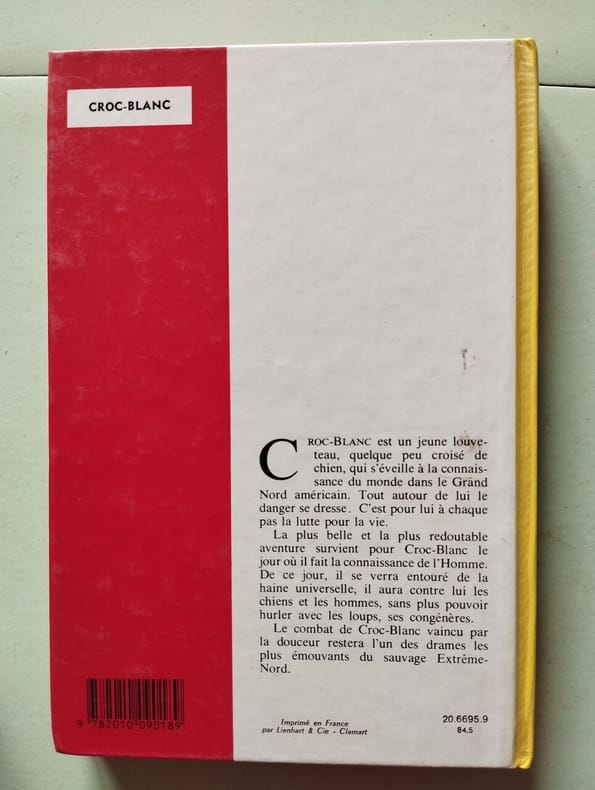 CROC-BLANC
CROC-BLANC est un jeune louve-
teau, quelque peu croisé de
chien, qui s'éveille à la connais-
sance du monde dans le Grand
Nord américain. Tout autour de lui le
danger se dresse. C'est pour lui à chaque
pas la lutte pour la vie.
La plus belle et la plus redoutable
aventure survient pour Croc-Blanc le
jour où il fait la connaissance de l'Homme.
De ce jour, il se verra entouré de la
haine universelle, il aura contre lui les
chiens et les hommes, sans plus pouvoir
hurler avec les loups, ses congénères.
Le combat de Croc-Blanc vaincu par
la douceur restera l'un des drames les
plus émouvants du sauvage Extrême-
Nord.
9 782010 090189
Imprimé en France
par Lienhart & Cie - Clamart
20.6695.9
84.5